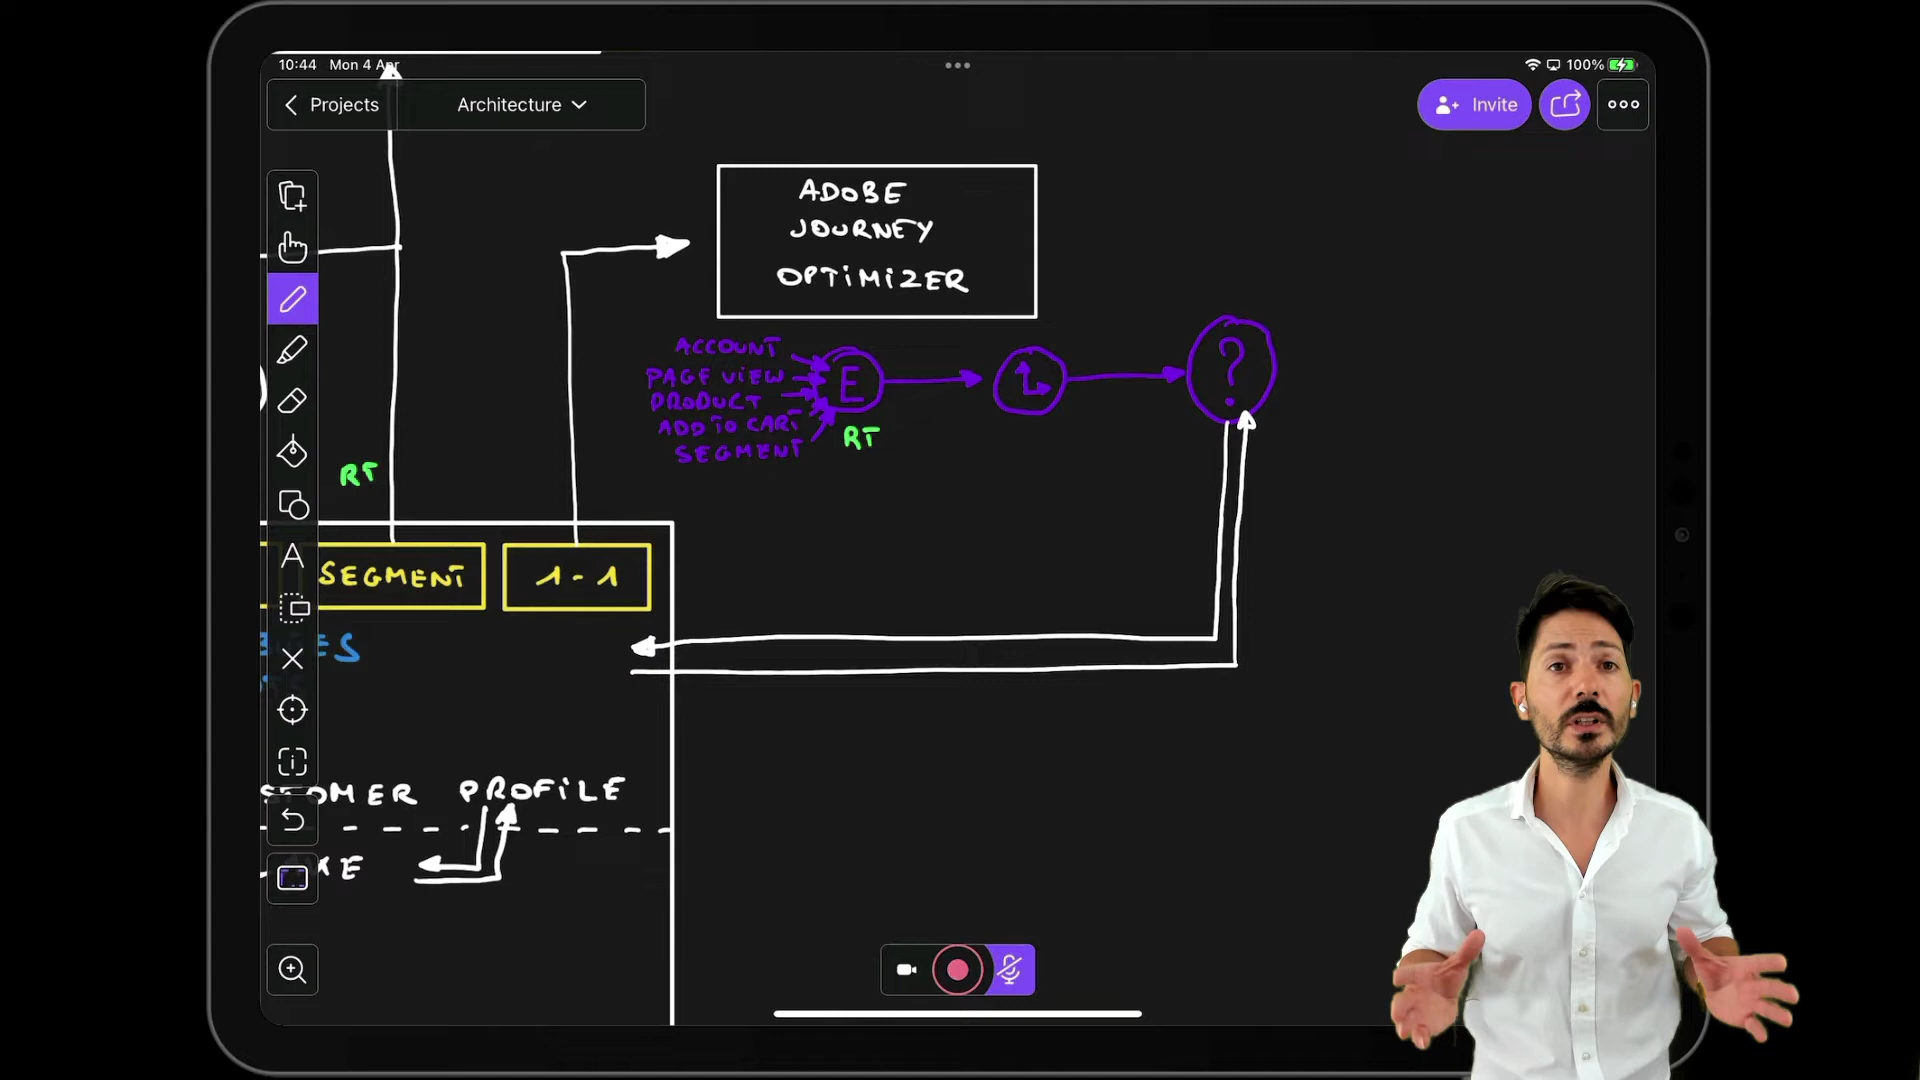 10:44 Mon 4 Apr
100%
Projects
Architecture
Invite
ADOBE
JOURNEY
OPTiMiZER
ACCOUNT
PAGE ViEW
PRODUCT
ADD TO CART
SEGMENT
E
RT
?
RT
SEGMENT
1-1
PROFiLE